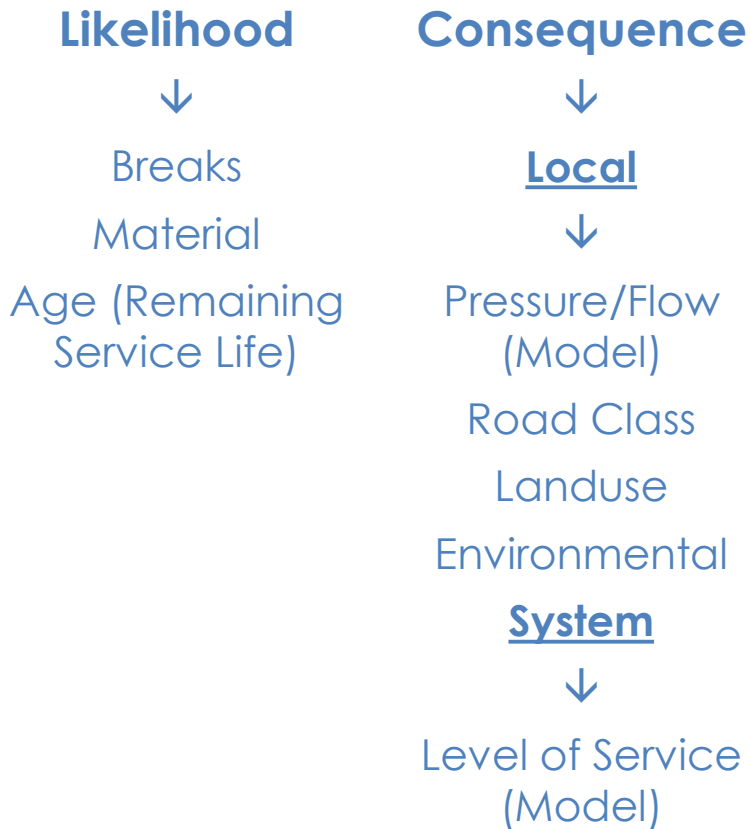 Likelihood
↓
Breaks
Material
Age (Remaining
Service Life)
Consequence
↓
Local
↓
Pressure/Flow
(Model)
Road Class
Landuse
Environmental
System
↓
Level of Service
(Model)